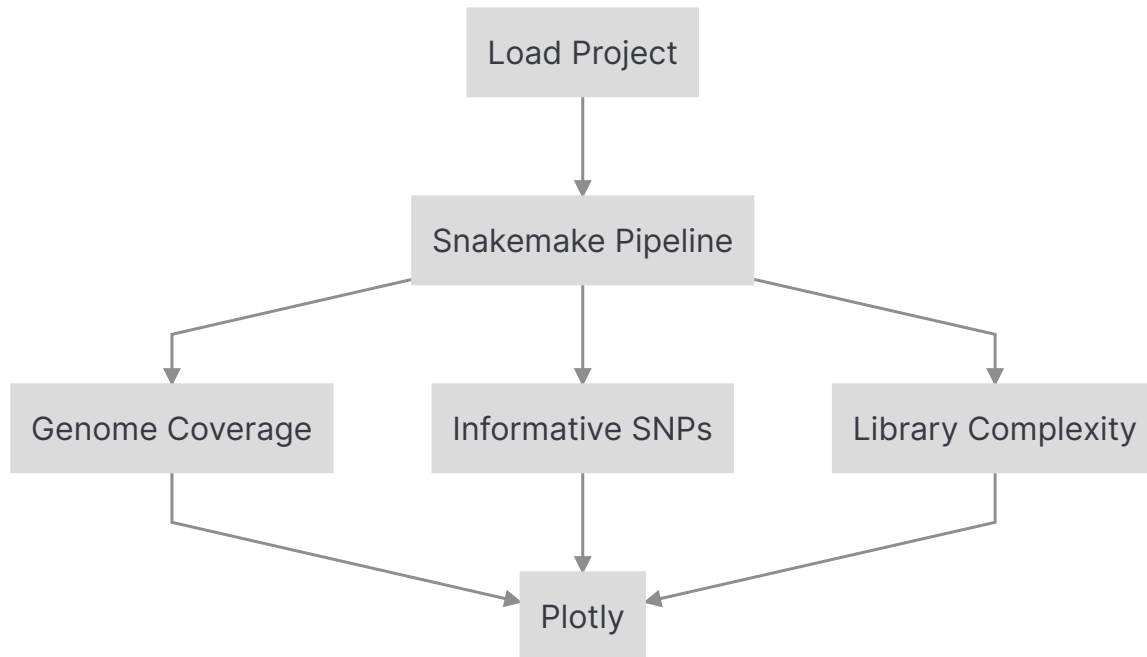 Load Project
Snakemake Pipeline
Genome Coverage
Informative SNPs
Library Complexity
Plotly